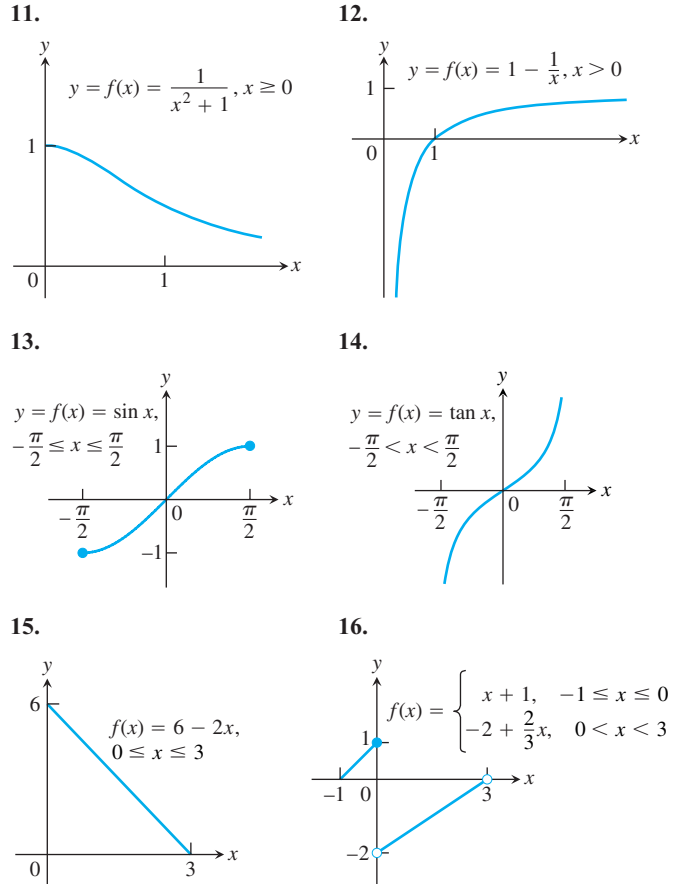 11.
y
y = f(x) = 1/(x² + 1), x ≥ 0
1
0
1
x
12.
y
y = f(x) = 1 − 1/x, x > 0
1
0
1
x
13.
y
y = f(x) = sin x,
−π/2 ≤ x ≤ π/2
1
x
−π/2
0
π/2
−1
14.
y
y = f(x) = tan x,
−π/2 < x < π/2
x
−π/2
0
π/2
15.
y
6
f(x) = 6 − 2x,
0 ≤ x ≤ 3
0
3
x
16.
y
f(x) = { x + 1, −1 ≤ x ≤ 0
−2 + 2/3 x, 0 < x < 3
1
x
−1
0
3
−2